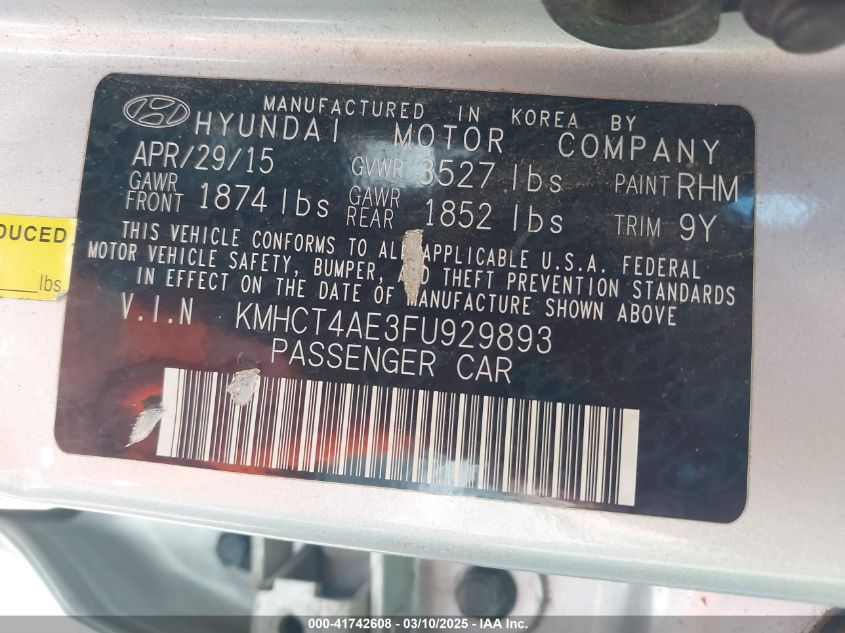 MANUFACTURED IN KOREA BY
HYUNDAI MOTOR COMPANY
APR/29/15 GVWR 3527 lbs PAINT RHM
GAWR FRONT 1874 lbs GAWR REAR 1852 lbs TRIM 9Y
THIS VEHICLE CONFORMS TO ALL APPLICABLE U.S.A. FEDERAL
MOTOR VEHICLE SAFETY, BUMPER, AND THEFT PREVENTION STANDARDS
IN EFFECT ON THE DATE OF MANUFACTURE SHOWN ABOVE
V.I.N KMHCT4AE3FU929893
PASSENGER CAR
DUCED
lbs
000-41742608 - 03/10/2025 - IAA Inc.